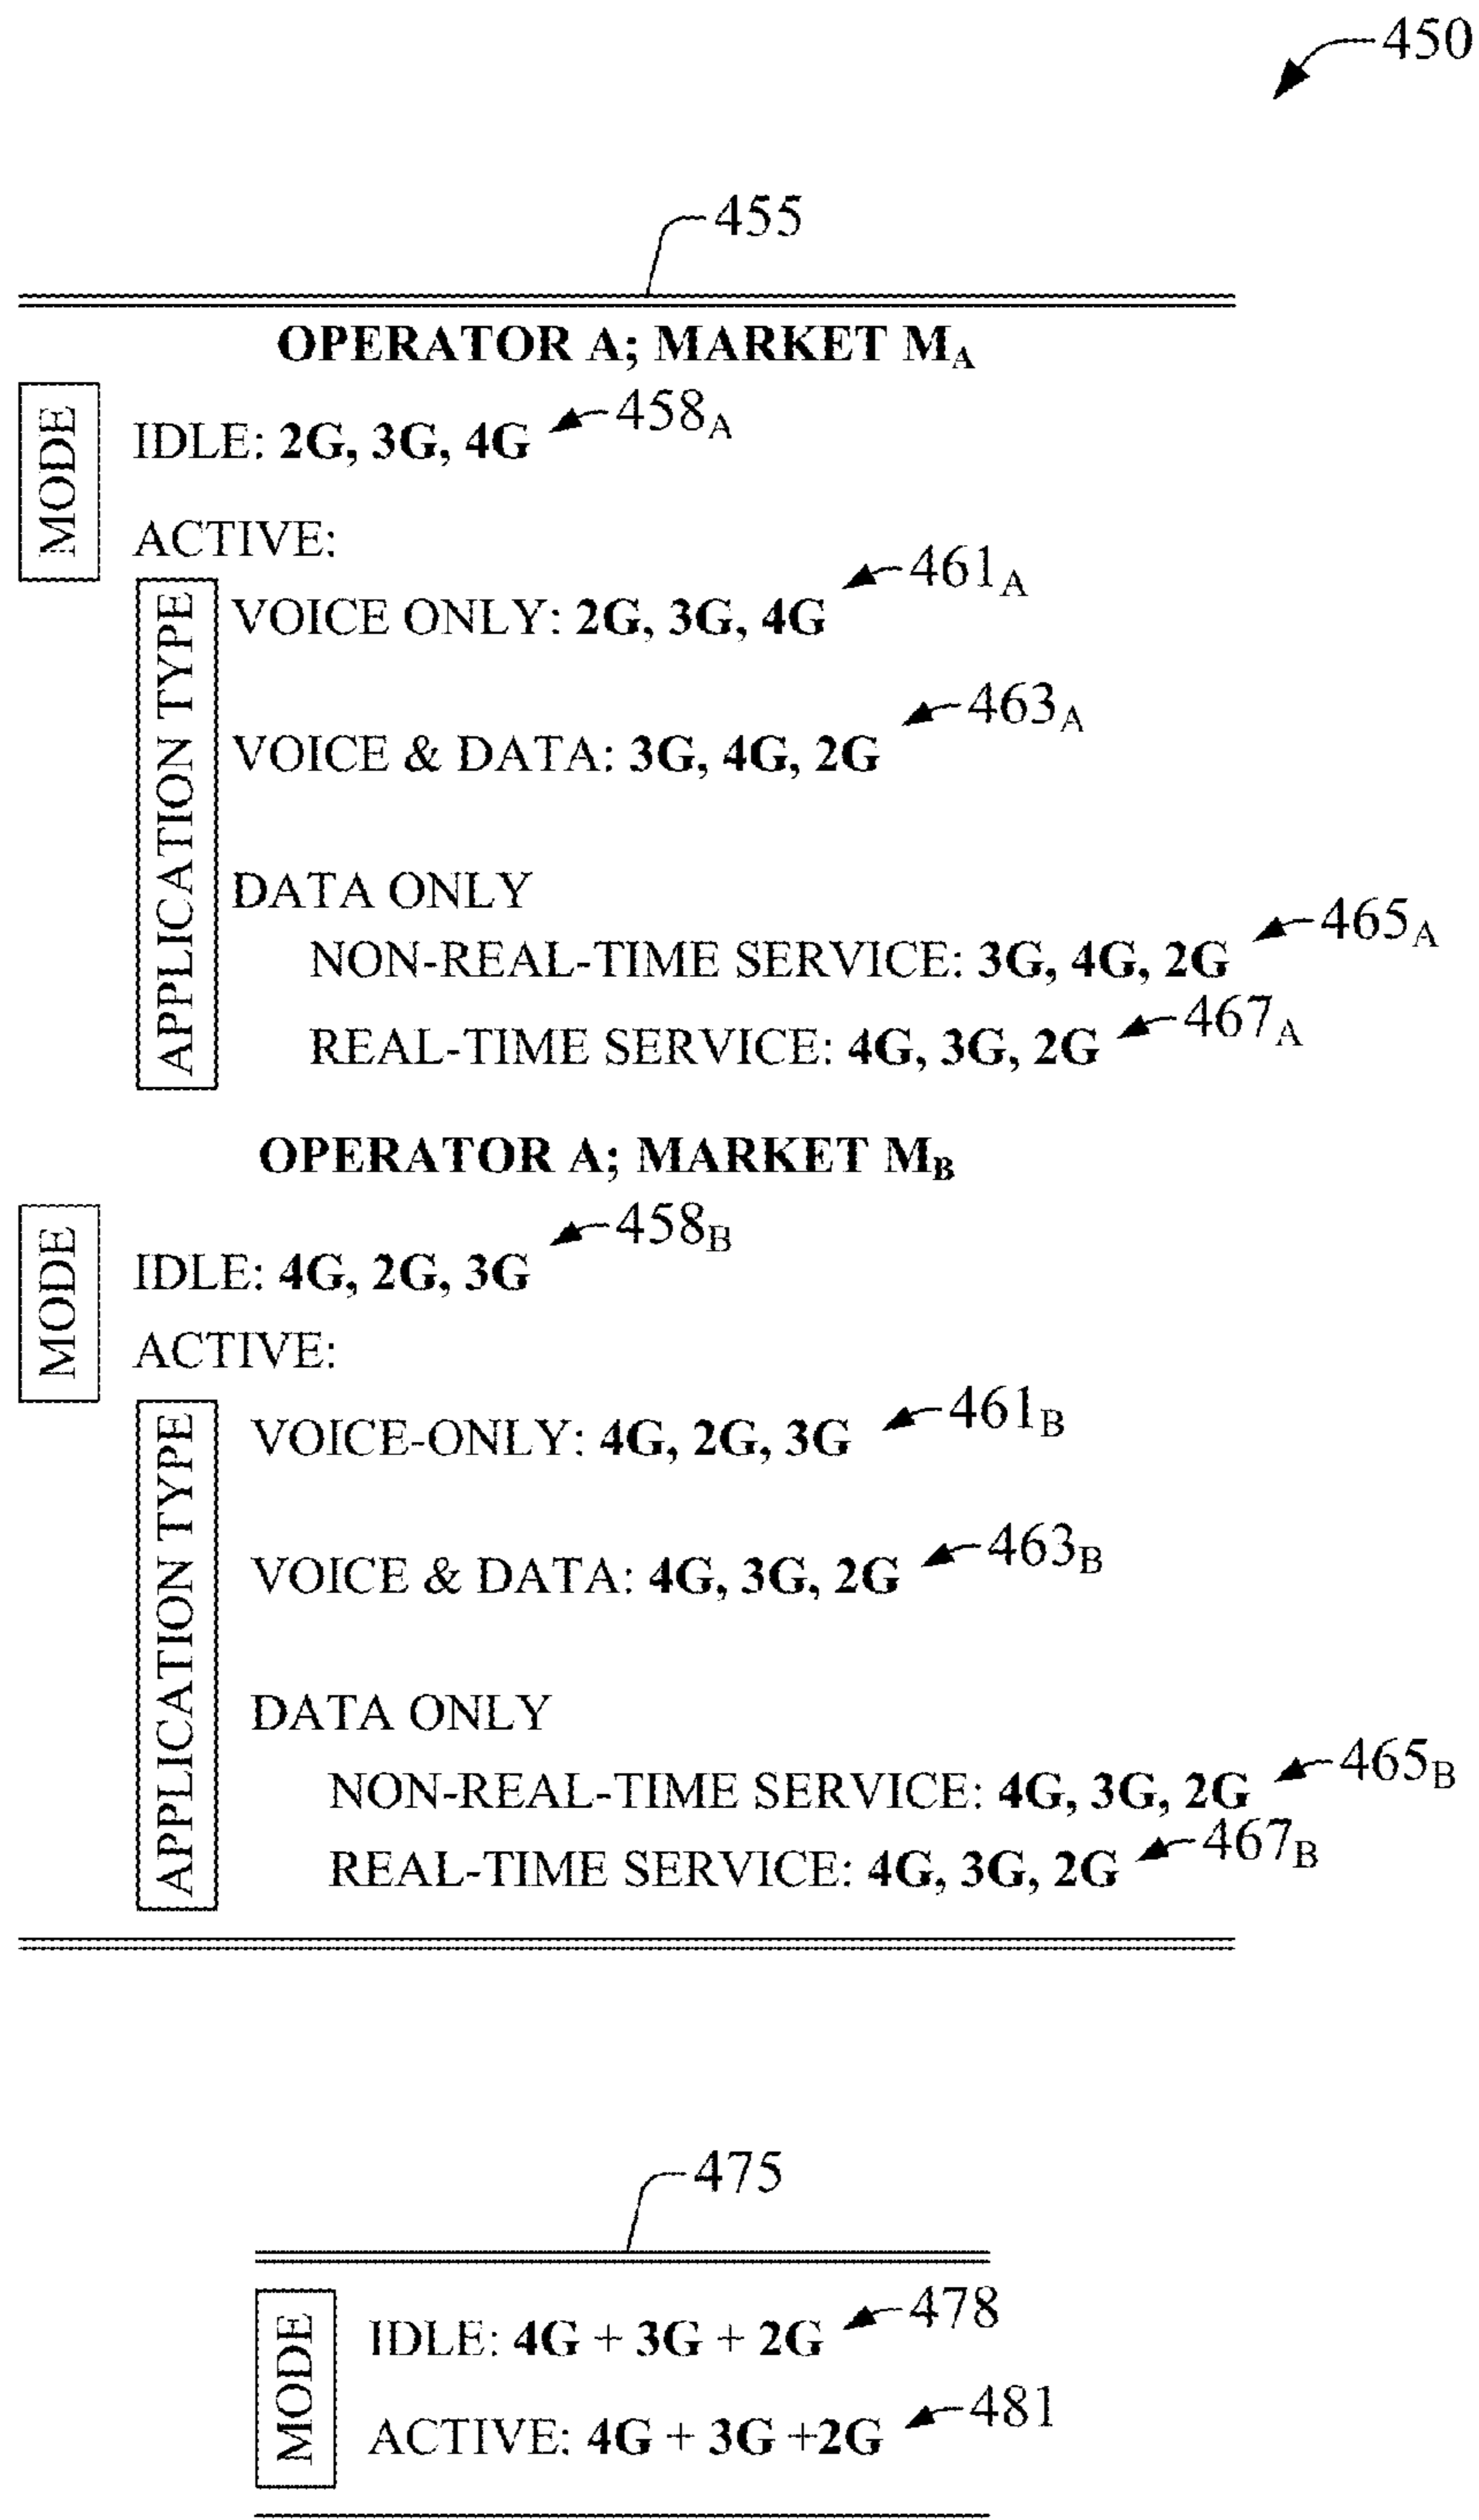 450
455
OPERATOR A; MARKET MA
MODE
IDLE: 2G, 3G, 4G
458A
ACTIVE:
APPLICATION TYPE
VOICE ONLY: 2G, 3G, 4G
461A
VOICE & DATA: 3G, 4G, 2G
463A
DATA ONLY
NON-REAL-TIME SERVICE: 3G, 4G, 2G
465A
REAL-TIME SERVICE: 4G, 3G, 2G
467A
OPERATOR A; MARKET MB
MODE
IDLE: 4G, 2G, 3G
458B
ACTIVE:
APPLICATION TYPE
VOICE-ONLY: 4G, 2G, 3G
461B
VOICE & DATA: 4G, 3G, 2G
463B
DATA ONLY
NON-REAL-TIME SERVICE: 4G, 3G, 2G
465B
REAL-TIME SERVICE: 4G, 3G, 2G
467B
475
MODE
IDLE: 4G + 3G + 2G
478
ACTIVE: 4G + 3G +2G
481